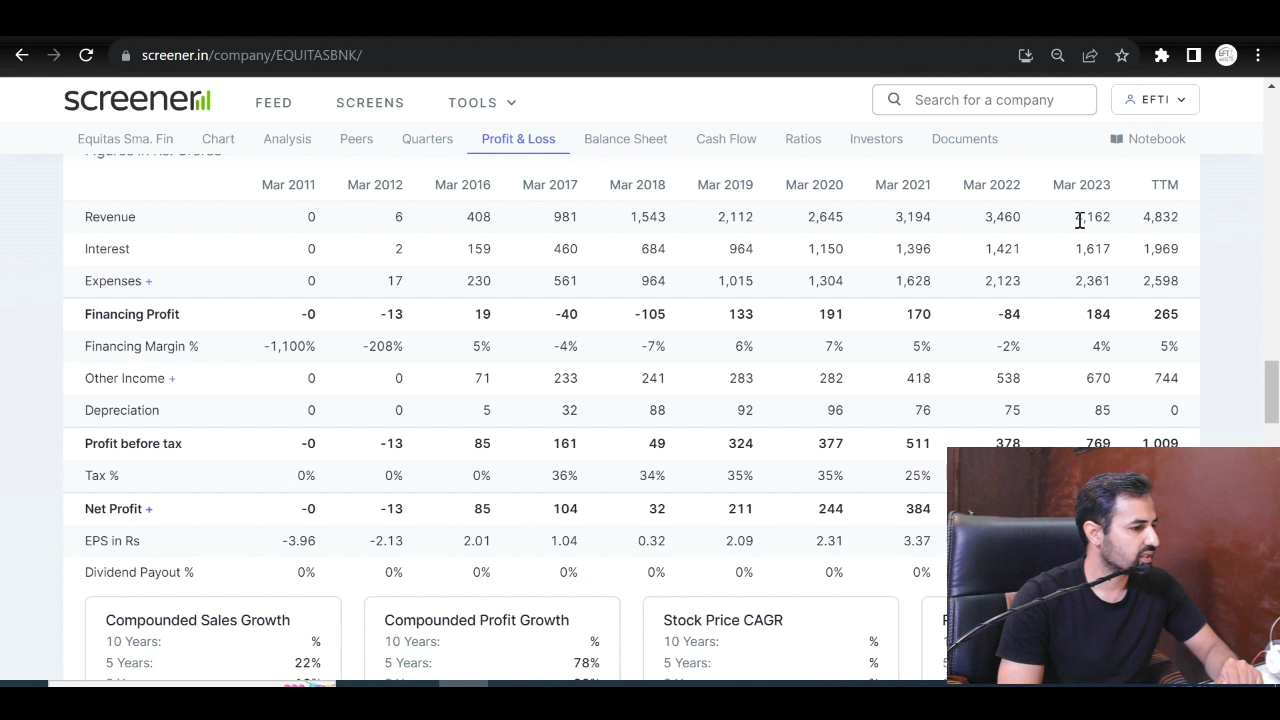 screener.in/company/EQUITASBNK/
screener FEED SCREENS TOOLS Search for a company EFTI
Equitas Sma. Fin Chart Analysis Peers Quarters Profit & Loss Balance Sheet Cash Flow Ratios Investors Documents Notebook
Mar 2011 Mar 2012 Mar 2016 Mar 2017 Mar 2018 Mar 2019 Mar 2020 Mar 2021 Mar 2022 Mar 2023 TTM
Revenue 0 6 408 981 1,543 2,112 2,645 3,194 3,460 4,832
Interest 0 2 159 460 684 964 1,150 1,396 1,421 1,617 1,969
Expenses + 0 17 230 561 964 1,015 1,304 1,628 2,123 2,361 2,598
Financing Profit -0 -13 19 -40 -105 133 191 170 -84 184 265
Financing Margin % -1,100% -208% 5% -4% -7% 6% 7% 5% -2% 4% 5%
Other Income + 0 0 71 233 241 283 282 418 538 670 744
Depreciation 0 0 5 32 88 92 96 76 75 85 0
Profit before tax -0 -13 85 161 49 324 377 511 378 769 1,009
Tax % 0% 0% 0% 36% 34% 35% 35% 25%
Net Profit + -0 -13 85 104 32 211 244 384
EPS in Rs -3.96 -2.13 2.01 1.04 0.32 2.09 2.31 3.37
Dividend Payout % 0% 0% 0% 0% 0% 0% 0% 0%
Compounded Sales Growth Compounded Profit Growth Stock Price CAGR
10 Years: % 10 Years: % 10 Years: %
5 Years: 22% 5 Years: 78% 5 Years: %